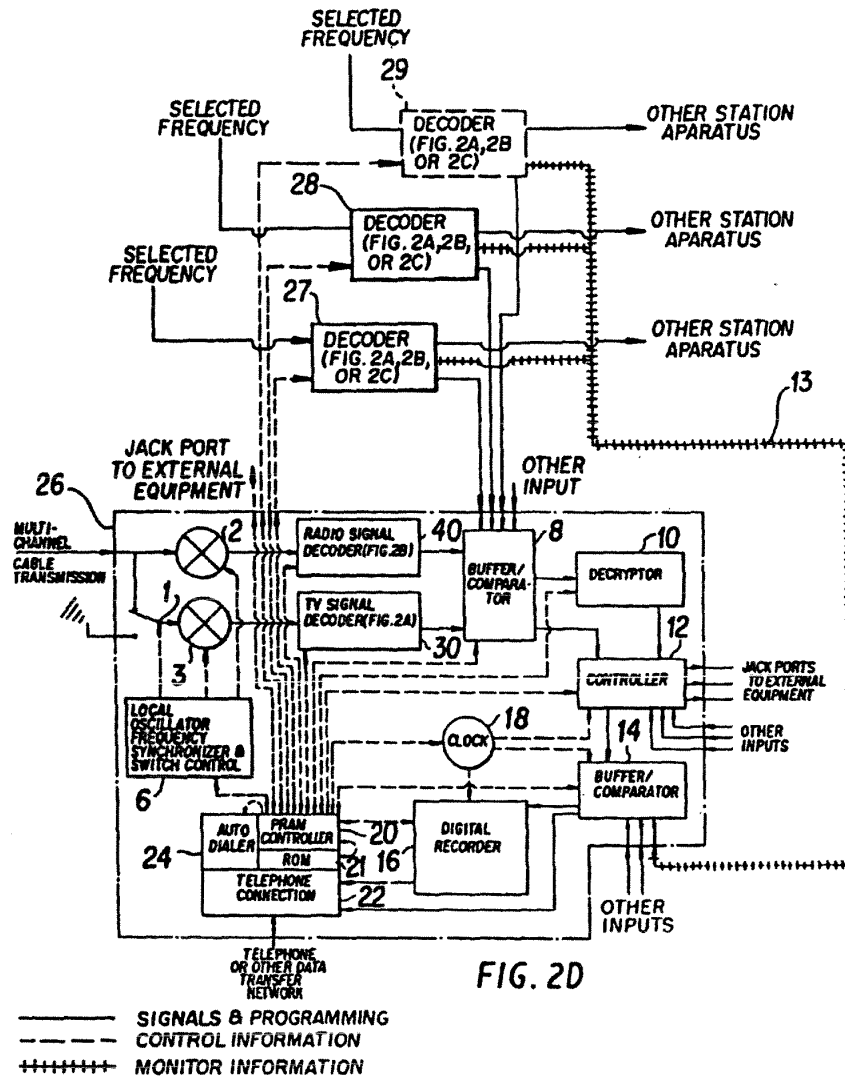 SELECTED
FREQUENCY
29
SELECTED
FREQUENCY
DECODER
(FIG. 2A, 2B
OR 2C)
OTHER STATION
APARATUS
28
DECODER
(FIG. 2A, 2B,
OR 2C)
OTHER STATION
APARATUS
SELECTED
FREQUENCY
27
DECODER
(FIG. 2A, 2B,
OR 2C)
OTHER STATION
APARATUS
13
JACK PORT
TO EXTERNAL
EQUIPMENT
OTHER
INPUT
26
MULTI-
CHANNEL
CABLE
TRANSMISSION
2
RADIO SIGNAL
DECODER (FIG. 2B)
40
8
BUFFER/
COMPARA-
TOR
10
DECRYPTOR
1
3
TV SIGNAL
DECODER (FIG. 2A)
30
12
CONTROLLER
JACK PORTS
TO EXTERNAL
EQUIPMENT
LOCAL
OSCILLATOR
FREQUENCY
SYNCHRONIZER &
SWITCH CONTROL
6
18
CLOCK
14
OTHER
INPUTS
BUFFER/
COMPARATOR
24
AUTO
DIALER
PRAM
CONTROLLER
20
ROM
21
16
DIGITAL
RECORDER
TELEPHONE
CONNECTION
22
OTHER
INPUTS
TELEPHONE
OR OTHER DATA
TRANSFER
NETWORK
FIG. 2D
SIGNALS & PROGRAMMING
CONTROL INFORMATION
MONITOR INFORMATION